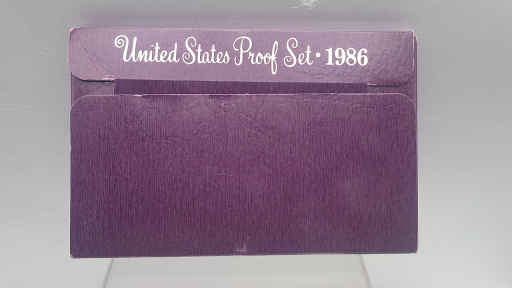 United States Proof Set · 1986